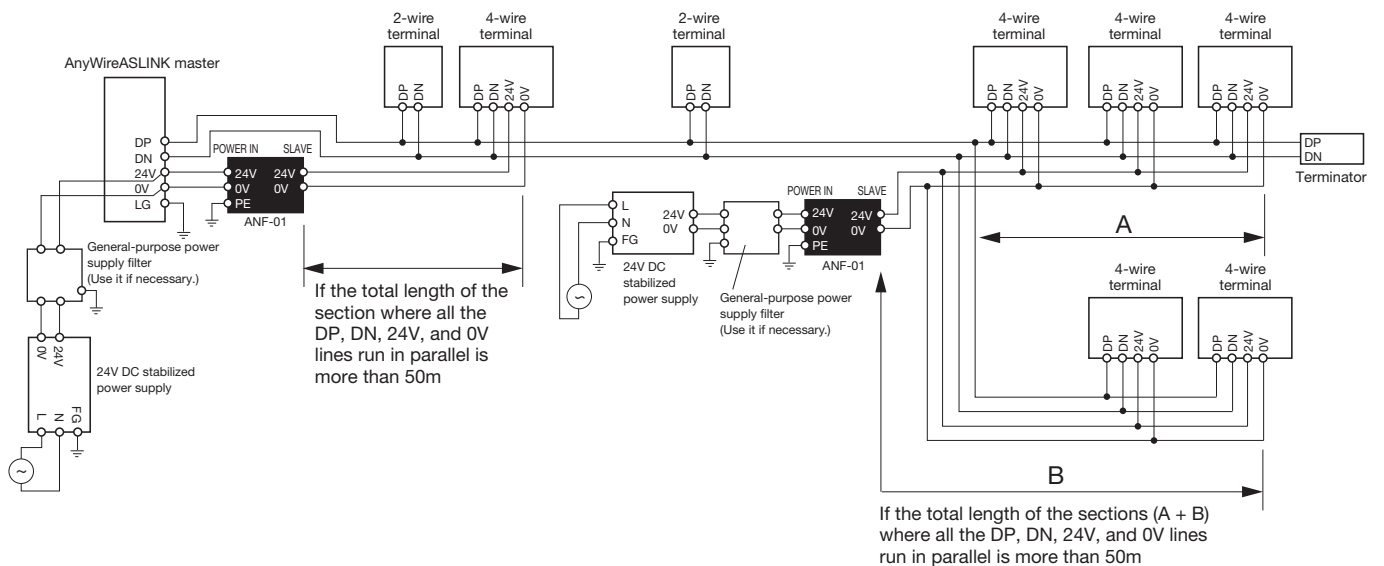 2-wire
terminal
4-wire
terminal
2-wire
terminal
4-wire
terminal
4-wire
terminal
4-wire
terminal
AnyWireASLINK master
DP
DN
24V
0V
LG
POWER IN SLAVE
24V 24V
0V 0V
PE
ANF-01
DP
DN
DP
DN
24V
0V
DP
DN
DP
DN
24V
0V
DP
DN
24V
0V
DP
DN
24V
0V
DP
DN
Terminator
General-purpose power
supply filter
(Use it if necessary.)
0V
24V
24V DC stabilized
power supply
L
N
FG
~
If the total length of the
section where all the
DP, DN, 24V, and 0V
lines run in parallel is
more than 50m
L
N
FG
24V
0V
24V DC
stabilized
power supply
~
General-purpose power
supply filter
(Use it if necessary.)
POWER IN SLAVE
24V 24V
0V 0V
PE
ANF-01
A
4-wire
terminal
4-wire
terminal
DP
DN
24V
0V
DP
DN
24V
0V
B
If the total length of the sections (A + B)
where all the DP, DN, 24V, and 0V lines
run in parallel is more than 50m